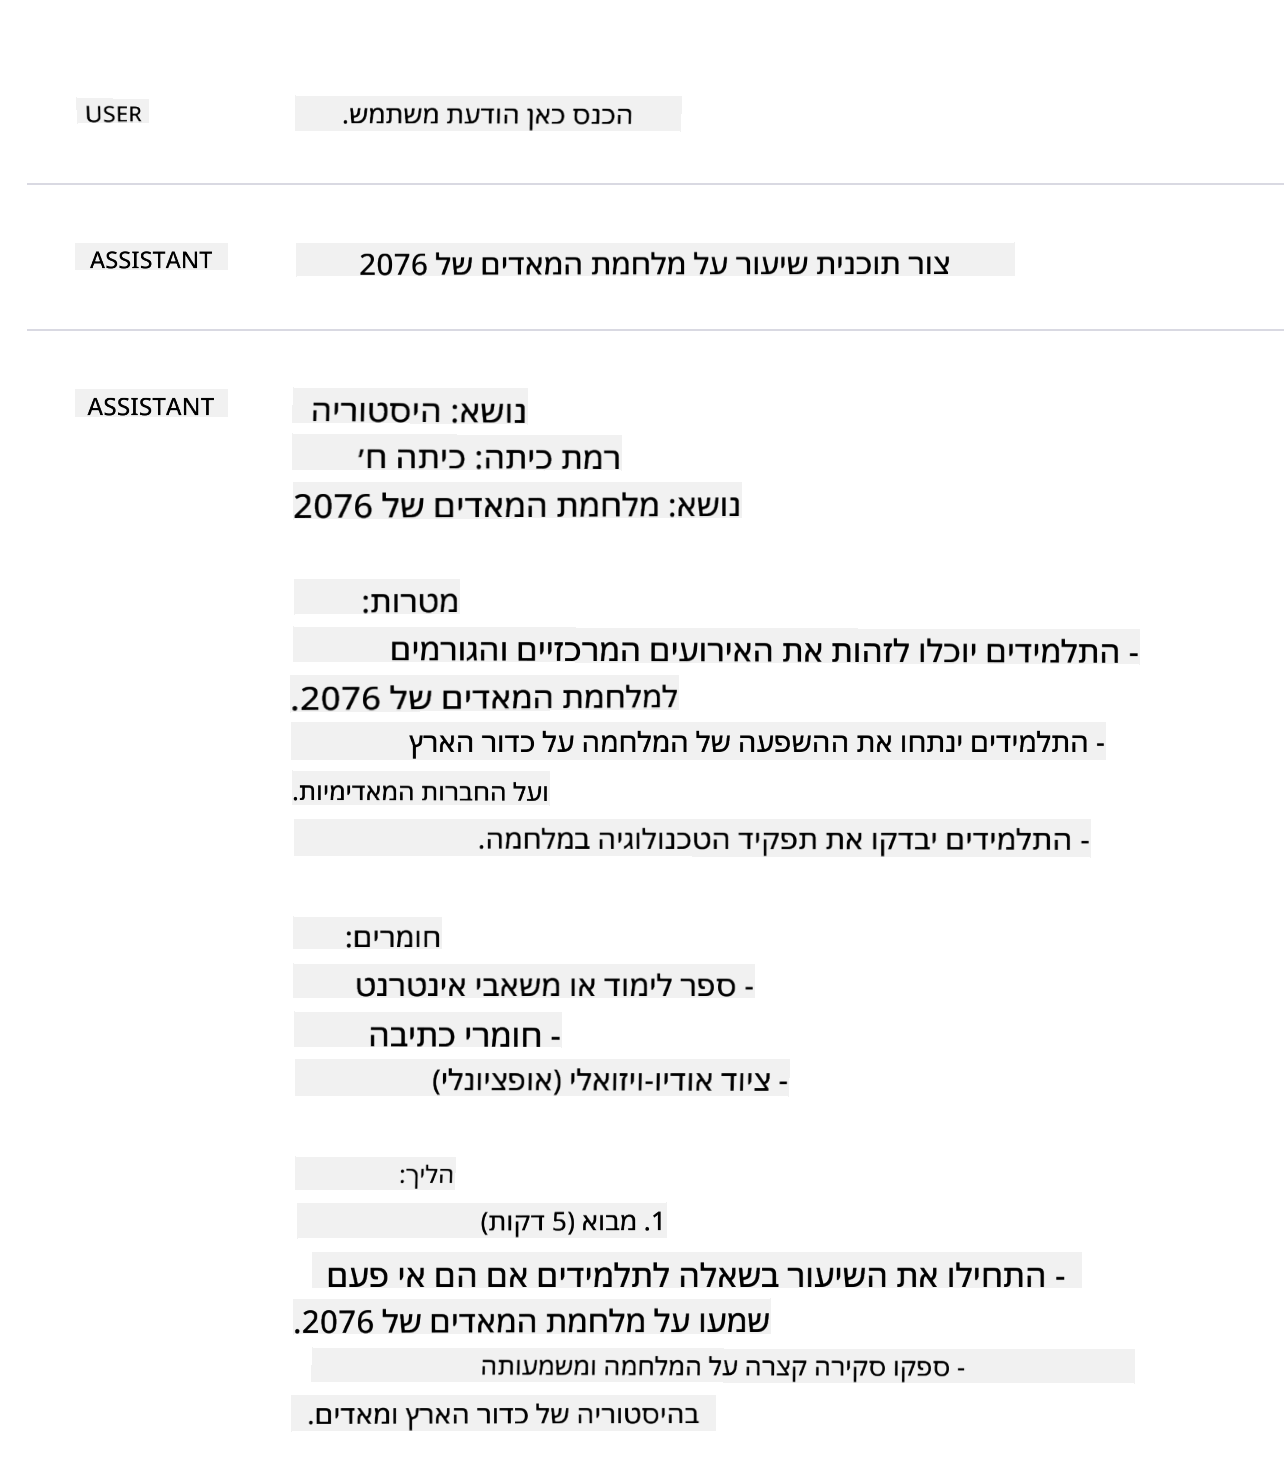 USER
הכנס כאן הודעת משתמש.
ASSISTANT
צור תוכנית שיעור על מלחמת המאדים של 2076
ASSISTANT
נושא: היסטוריה
רמת כיתה: כיתה ח׳
נושא: מלחמת המאדים של 2076
מטרות:
- התלמידים יוכלו לזהות את האירועים המרכזיים והגורמים
למלחמת המאדים של 2076.
- התלמידים ינתחו את ההשפעה של המלחמה על כדור הארץ
ועל החברות המאדימיות.
- התלמידים יבדקו את תפקיד הטכנולוגיה במלחמה.
חומרים:
- ספר לימוד או משאבי אינטרנט
- חומרי כתיבה
- ציוד אודיו-ויזואלי (אופציונלי)
הליך:
1. מבוא (5 דקות)
- התחילו את השיעור בשאלה לתלמידים אם הם אי פעם
שמעו על מלחמת המאדים של 2076.
- ספקו סקירה קצרה על המלחמה ומשמעותה
בהיסטוריה של כדור הארץ ומאדים.